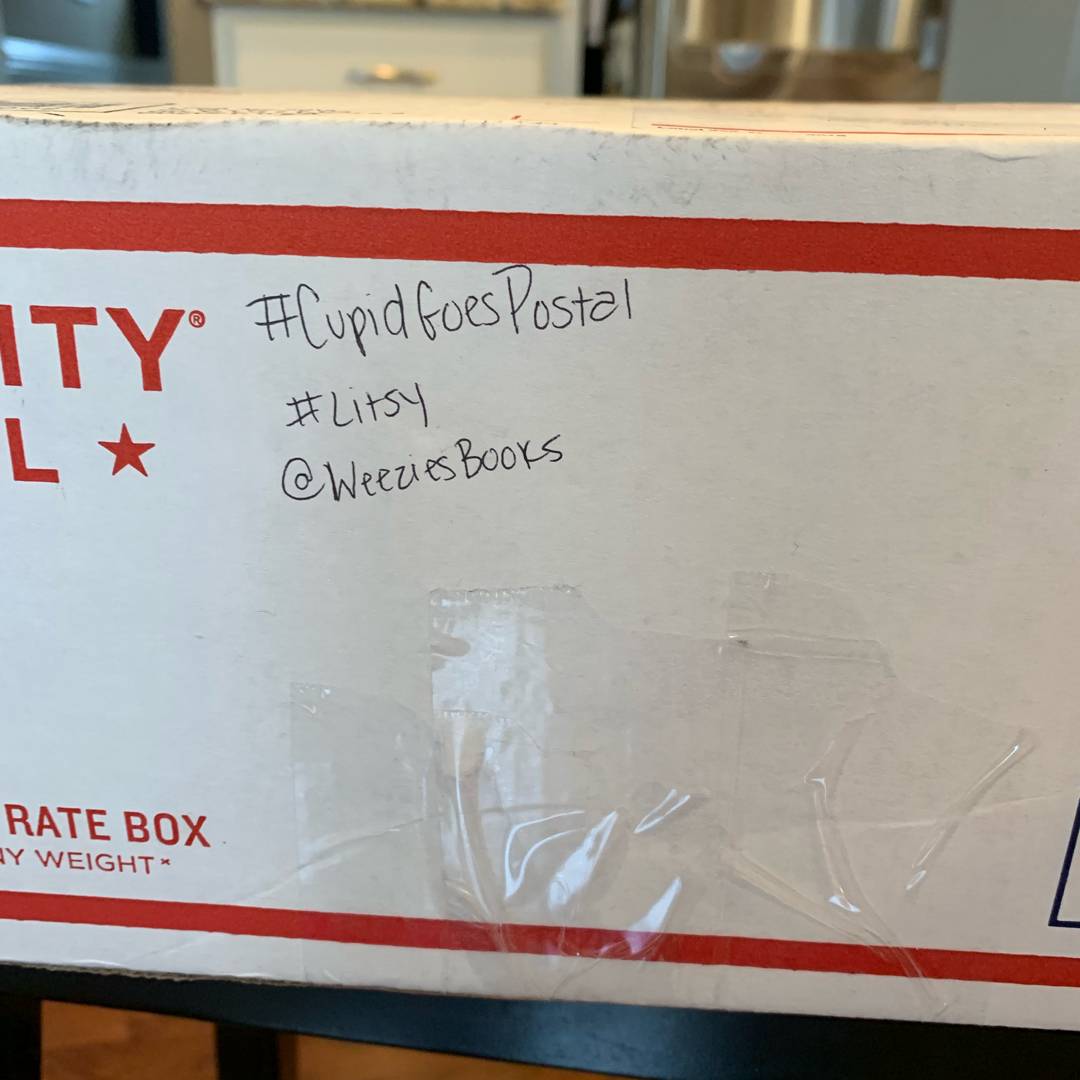 ITY®
#CupidGoesPostal
L ★
#Litsy
@WeeziesBooks
RATE BOX
NY WEIGHT*